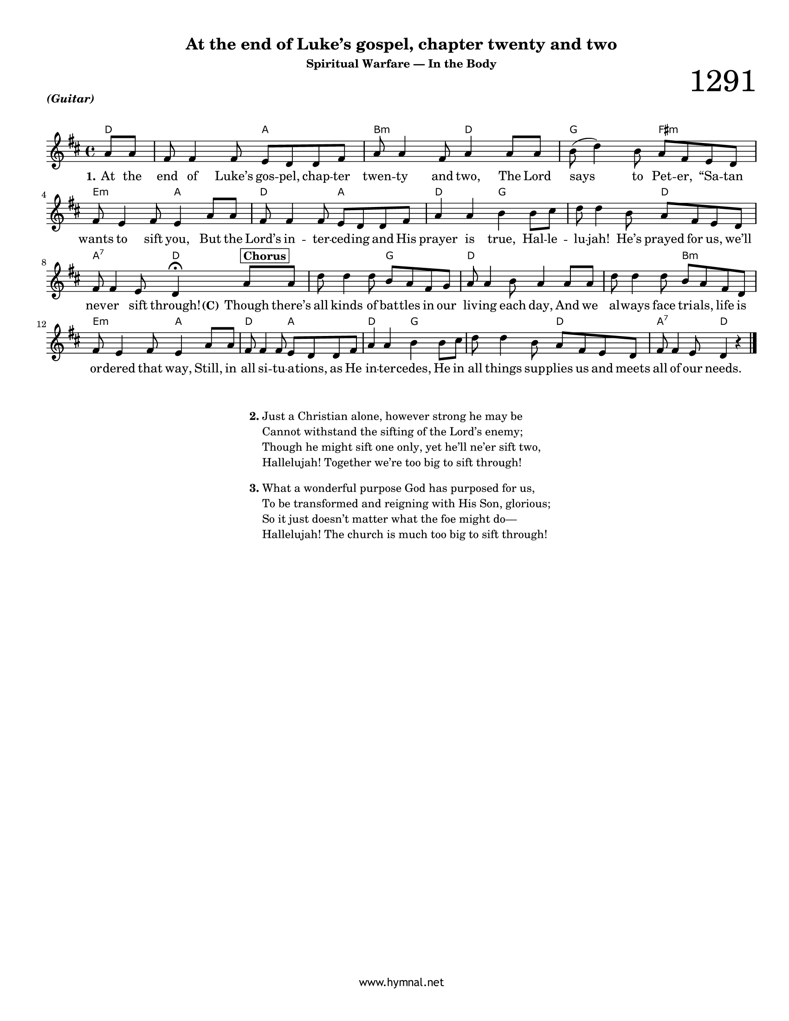 At the end of Luke's gospel, chapter twenty and two
Spiritual Warfare — In the Body
1291
(Guitar)
D A Bm D G F♯m
1. At the end of Luke's gos-pel, chap-ter twen-ty and two, The Lord says to Pet-er, "Sa-tan
4 Em A D A D G D
wants to sift you, But the Lord's in - ter-ceding and His prayer is true, Hal-le - lu-jah! He's prayed for us, we'll
8 A7 D Chorus G D Bm
never sift through! (C) Though there's all kinds of battles in our living each day, And we always face trials, life is
12 Em A D A D G D A7 D
ordered that way, Still, in all si-tu-ations, as He in-tercedes, He in all things supplies us and meets all of our needs.
2. Just a Christian alone, however strong he may be
Cannot withstand the sifting of the Lord's enemy;
Though he might sift one only, yet he'll ne'er sift two,
Hallelujah! Together we're too big to sift through!
3. What a wonderful purpose God has purposed for us,
To be transformed and reigning with His Son, glorious;
So it just doesn't matter what the foe might do—
Hallelujah! The church is much too big to sift through!
www.hymnal.net